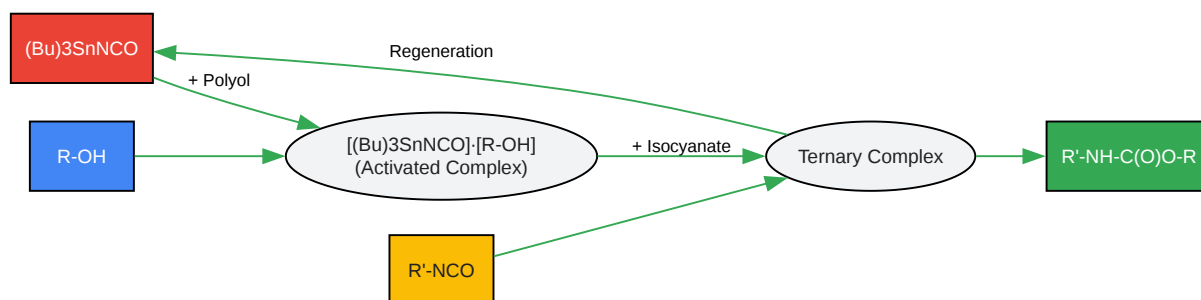 (Bu)3SnNCO
Regeneration
+ Polyol
R-OH
[(Bu)3SnNCO]·[R-OH]
(Activated Complex)
+ Isocyanate
Ternary Complex
R'-NH-C(O)O-R
R'-NCO